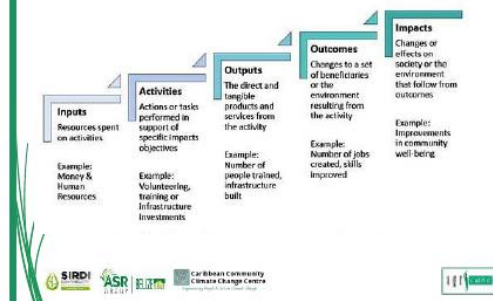 Inputs
Resources spent
on activities
Example:
Money &
Human
Resources
Activities
Actions or tasks
performed in
support of
specific impacts
objectives
Example:
Volunteering,
training or
Infrastructure
Investments
Outputs
The direct and
tangible
products and
services from
the activity
Example:
Number of
people trained,
infrastructure
built
Outcomes
Changes to a set
of beneficiaries
or the
environment
resulting from
the activity
Example:
Number of jobs
created, skills
improved
Impacts
Changes or
effects on
society or the
environment
that follow from
outcomes
Example:
Improvements
in community
well-being
SIRDI
ASR
GROUP
Caribbean Community
Climate Change Centre